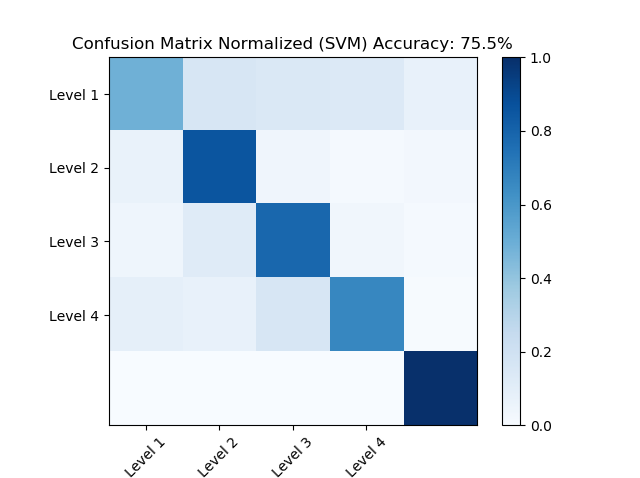 Confusion Matrix Normalized (SVM) Accuracy: 75.5%
Level 1
Level 2
Level 3
Level 4
Level 1
Level 2
Level 3
Level 4
1.0
0.8
0.6
0.4
0.2
0.0